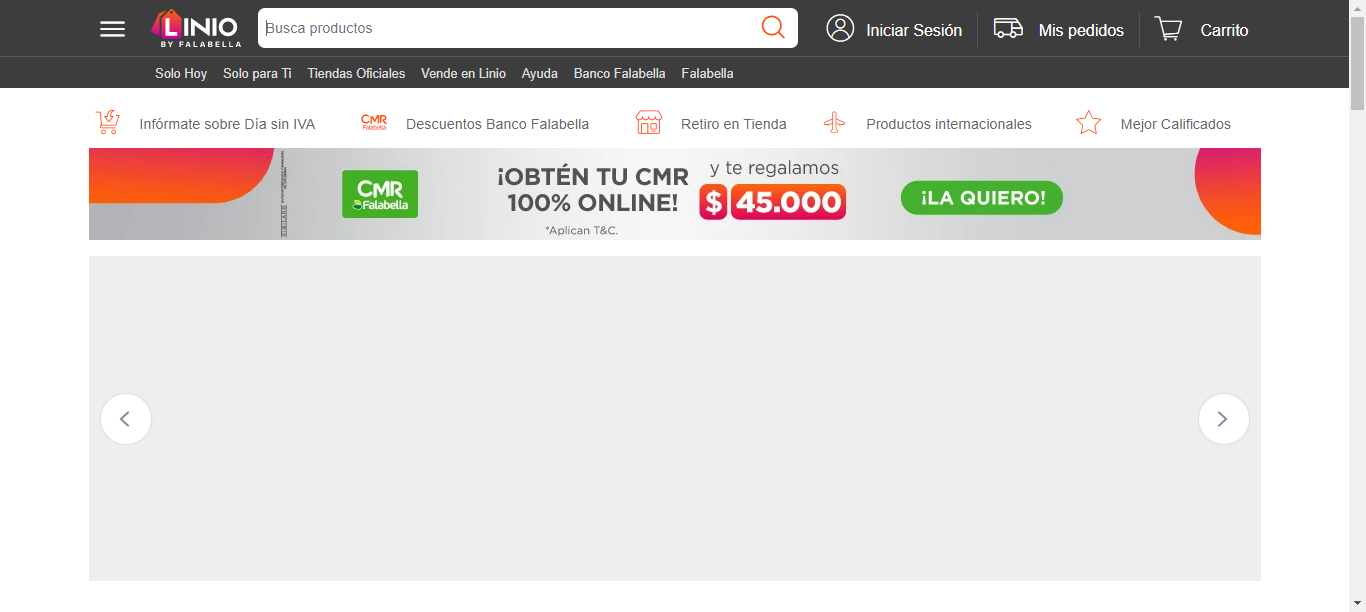 LINIO
BY FALABELLA
Busca productos
Iniciar Sesión
Mis pedidos
Carrito
Solo Hoy
Solo para Ti
Tiendas Oficiales
Vende en Linio
Ayuda
Banco Falabella
Falabella
CMR
Falabella
Infórmate sobre Día sin IVA
Descuentos Banco Falabella
Retiro en Tienda
Productos internacionales
Mejor Calificados
VIGILADO
CMR
Falabella
¡OBTÉN TU CMR
100% ONLINE!
*Aplican T&C.
y te regalamos
$ 45.000
¡LA QUIERO!